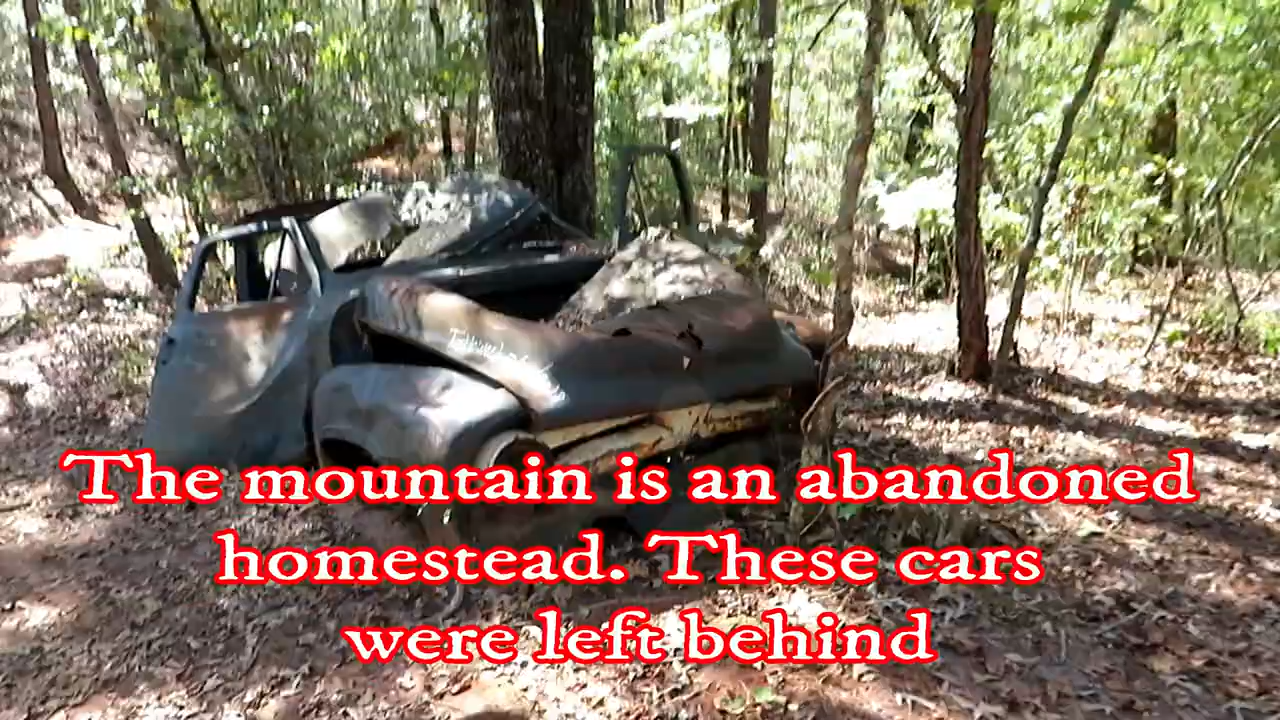 The mountain is an abandoned
homestead. These cars
were left behind